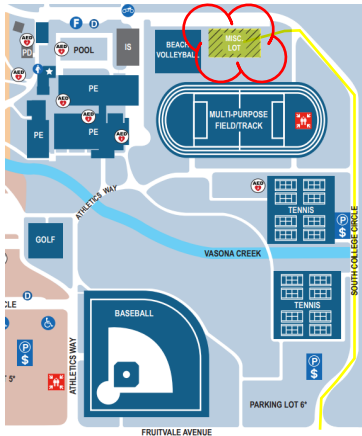 F
D
IS
POOL
AED
PD
AED
AED
PE
AED
PE
PE
AED
BEACH
VOLLEYBALL
MISC.
LOT
MULTI-PURPOSE
FIELD/TRACK
AED
TENNIS
P
$
SOUTH COLLEGE CIRCLE
ATHLETICS WAY
GOLF
VASONA CREEK
D
CLE
BASEBALL
TENNIS
P
$
ATHLETICS WAY
5*
P
$
PARKING LOT 6*
FRUITVALE AVENUE